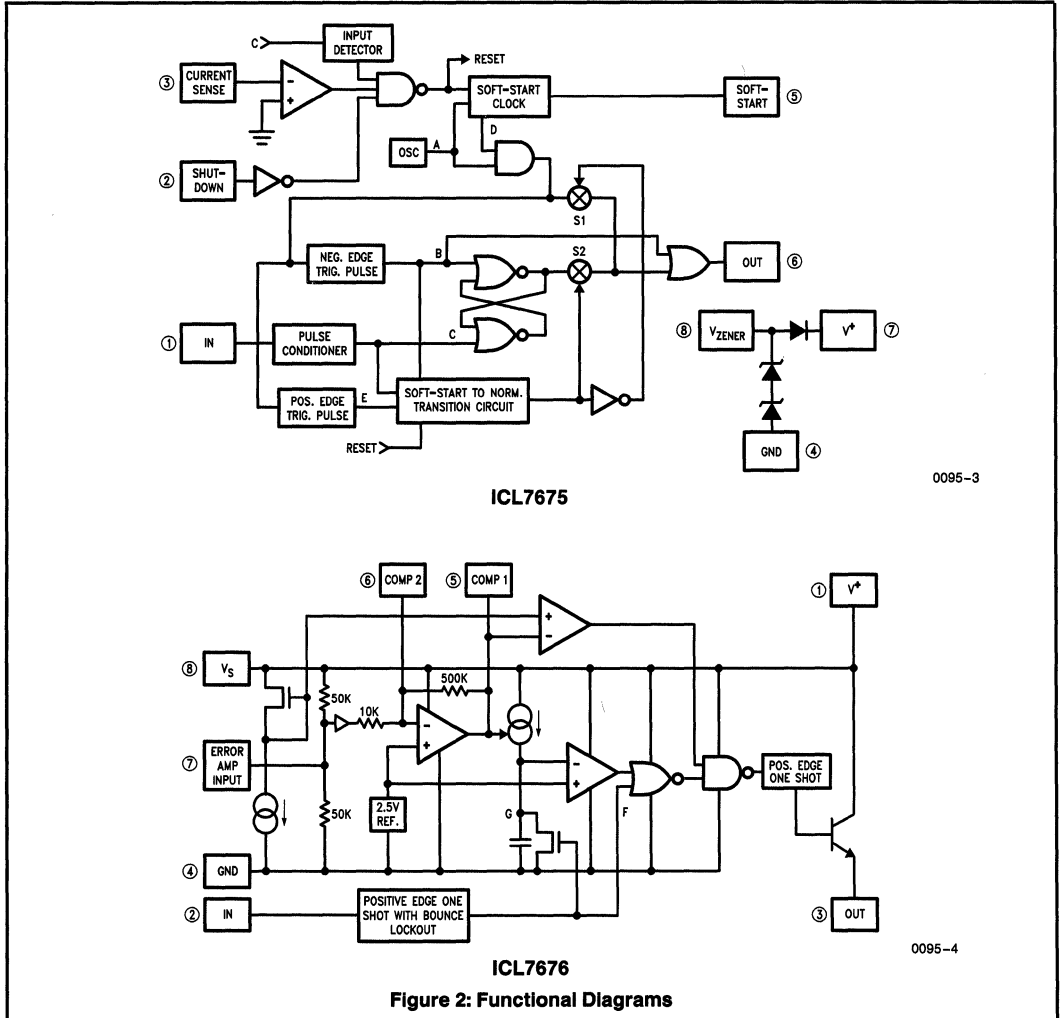 C
INPUT
DETECTOR
RESET
③
CURRENT
SENSE
-
+
SOFT-START
CLOCK
SOFT-
START
⑤
D
OSC
A
②
SHUT-
DOWN
S1
NEG. EDGE
TRIG. PULSE
B
S2
OUT
⑥
①
IN
PULSE
CONDITIONER
C
⑧
VZENER
V+
⑦
POS. EDGE
TRIG. PULSE
E
SOFT-START TO NORM.
TRANSITION CIRCUIT
RESET
GND
④
0095-3
ICL7675
⑥
COMP 2
⑤
COMP 1
①
V+
+
-
⑧
VS
50K
500K
10K
-
+
⑦
ERROR
AMP
INPUT
50K
2.5V
REF.
-
+
G
F
POS. EDGE
ONE SHOT
④
GND
②
IN
POSITIVE EDGE ONE
SHOT WITH BOUNCE
LOCKOUT
③
OUT
0095-4
ICL7676
Figure 2: Functional Diagrams